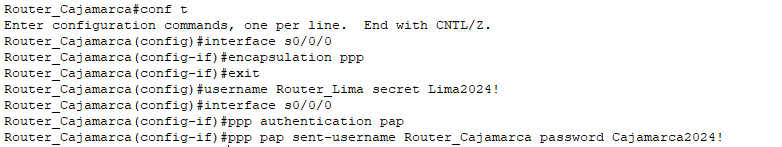 Router_Cajamarca#conf t
Enter configuration commands, one per line.  End with CNTL/Z.
Router_Cajamarca(config)#interface s0/0/0
Router_Cajamarca(config-if)#encapsulation ppp
Router_Cajamarca(config-if)#exit
Router_Cajamarca(config)#username Router_Lima secret Lima2024!
Router_Cajamarca(config)#interface s0/0/0
Router_Cajamarca(config-if)#ppp authentication pap
Router_Cajamarca(config-if)#ppp pap sent-username Router_Cajamarca password Cajamarca2024!